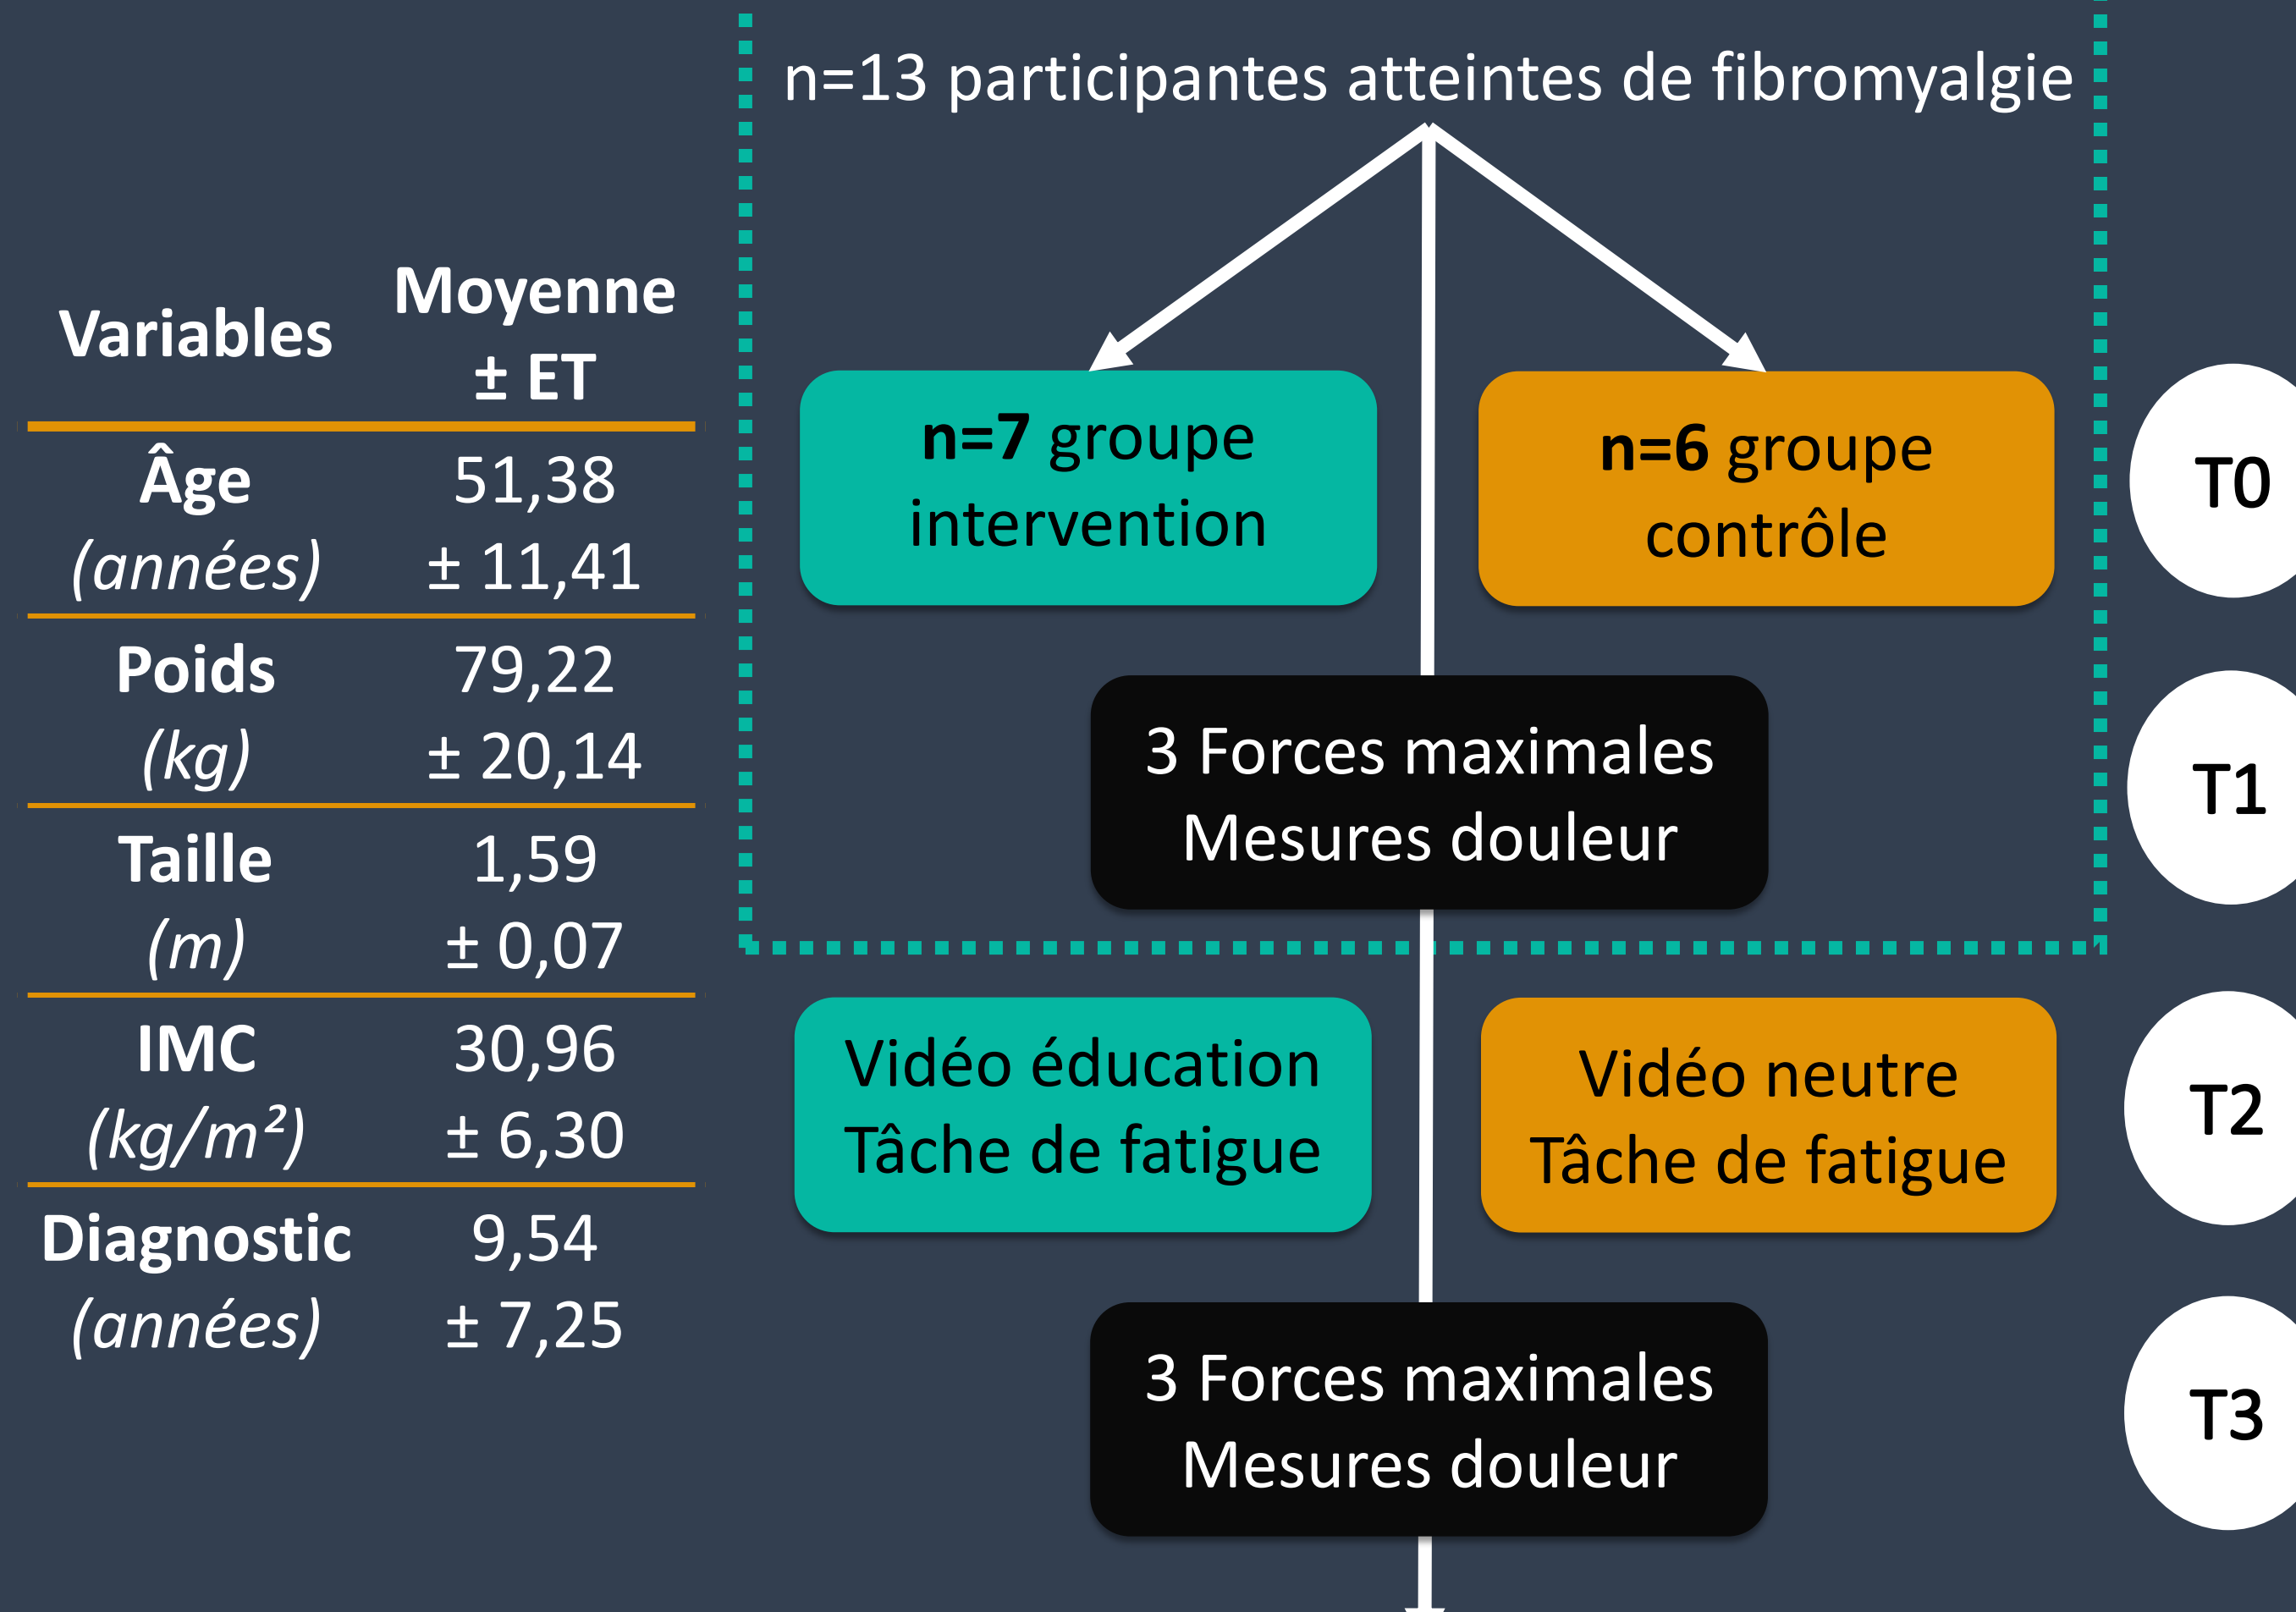 n=13 participantes atteintes de fibromyalgie
Variables
Moyenne
± ET
Âge
(années)
51,38
± 11,41
Poids
(kg)
79,22
± 20,14
Taille
(m)
1,59
± 0,07
IMC
(kg/m²)
30,96
± 6,30
Diagnostic
(années)
9,54
± 7,25
n=7 groupe
intervention
n=6 groupe
contrôle
T0
3 Forces maximales
Mesures douleur
T1
Vidéo éducation
Tâche de fatigue
Vidéo neutre
Tâche de fatigue
T2
3 Forces maximales
Mesures douleur
T3